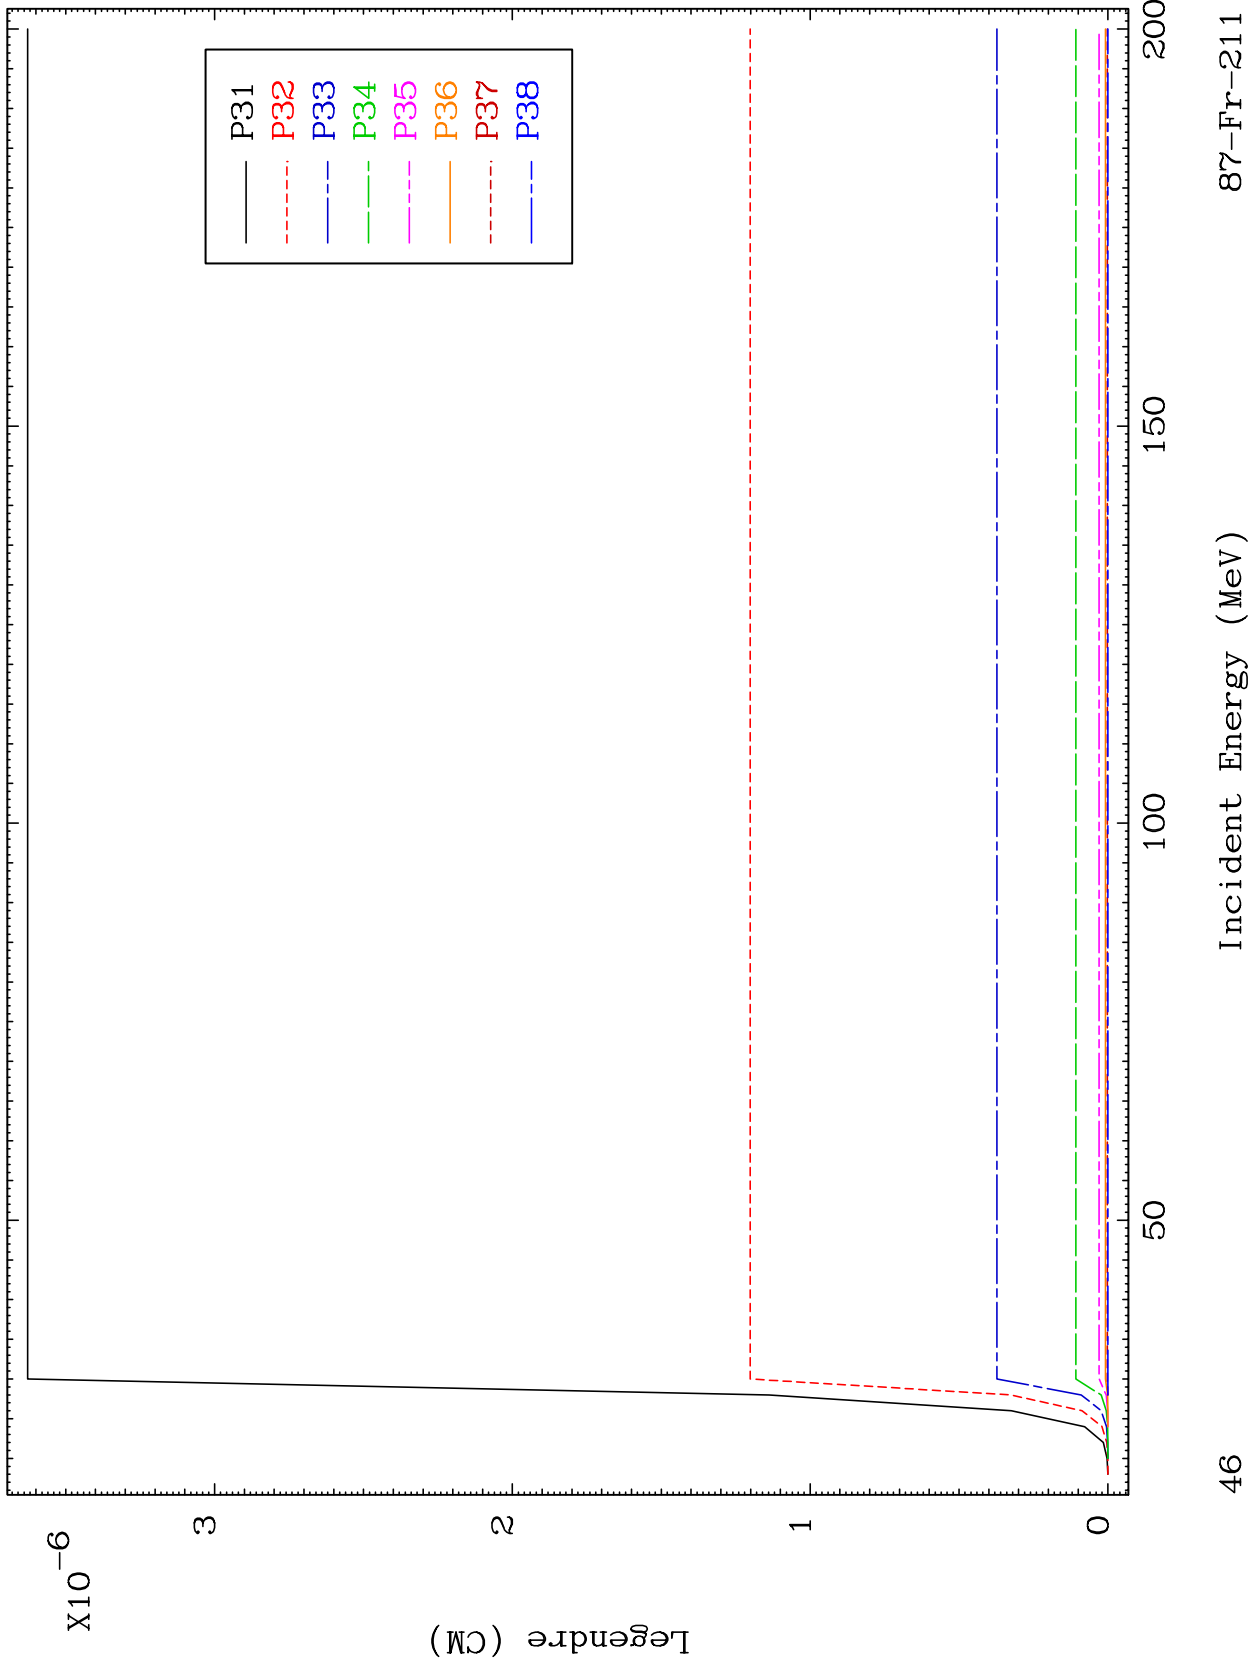 X10
-6
Legendre (CM)
3
2
1
0
P31
P32
P33
P34
P35
P36
P37
P38
50
100
150
200
Incident Energy (MeV)
46
87-Fr-211